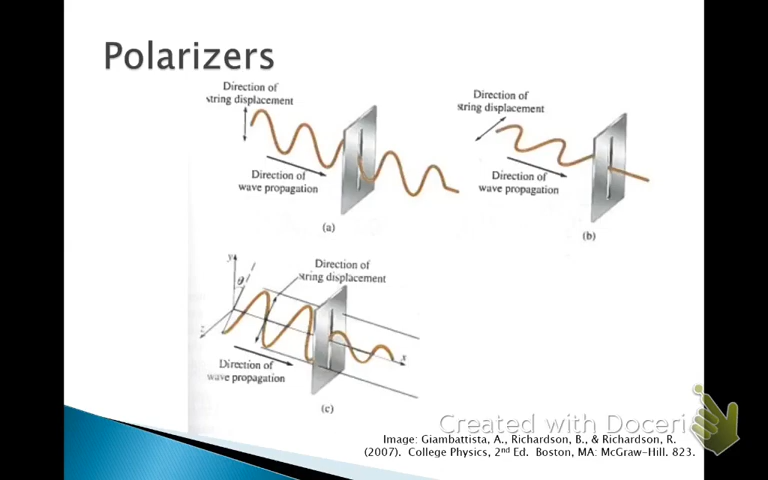 Polarizers
Direction of
string displacement
Direction of
wave propagation
(a)
Direction of
string displacement
Direction of
wave propagation
(b)
y
θ
z
Direction of
string displacement
x
Direction of
wave propagation
(c)
Created with Doceri
Image: Giambattista, A., Richardson, B., & Richardson, R.
(2007). College Physics, 2nd Ed. Boston, MA: McGraw-Hill. 823.